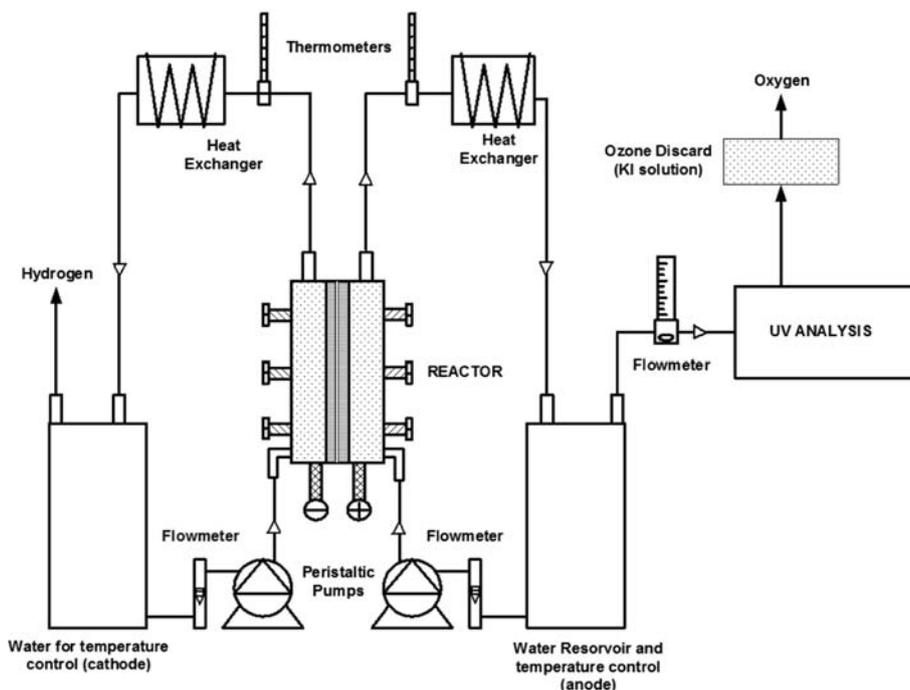 Thermometers
Heat
Exchanger
Heat
Exchanger
Oxygen
Ozone Discard
(KI solution)
Hydrogen
REACTOR
Flowmeter
UV ANALYSIS
Flowmeter
Peristaltic
Pumps
Flowmeter
Water for temperature
control (cathode)
Water Reservoir and
temperature control
(anode)